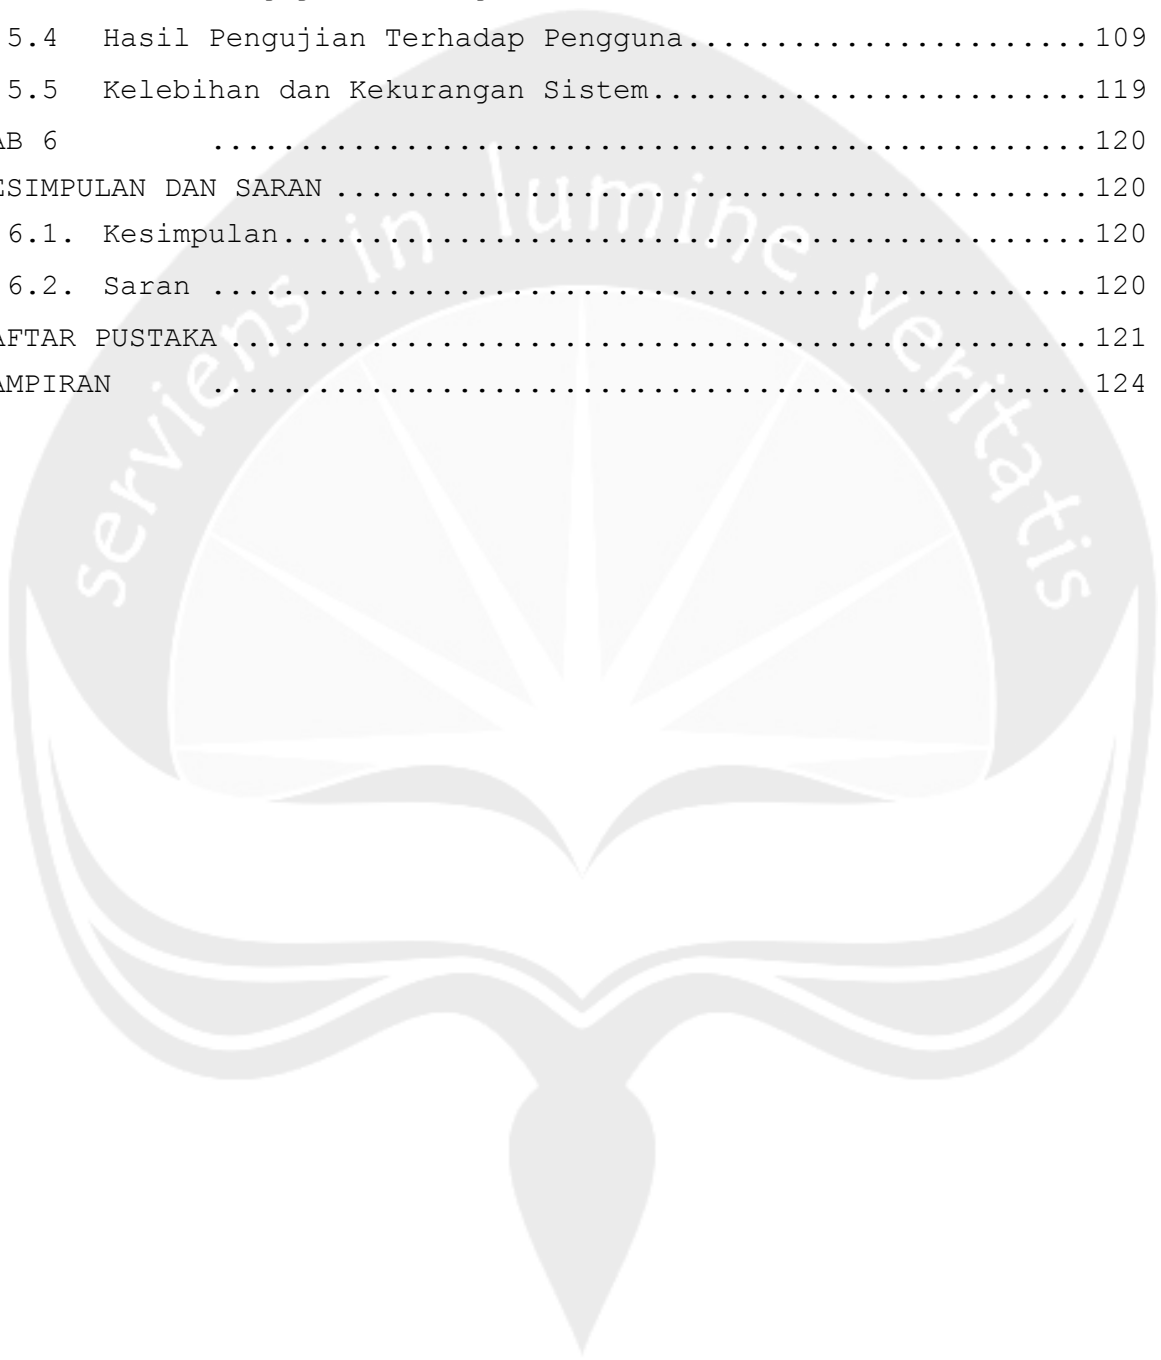 5.4 Hasil Pengujian Terhadap Pengguna.......................109
5.5 Kelebihan dan Kekurangan Sistem.........................119
AB 6 ..................................................120
ESIMPULAN DAN SARAN ...........................................120
6.1. Kesimpulan..............................................120
6.2. Saran ..................................................120
AFTAR PUSTAKA .................................................121
AMPIRAN ..................................................124
serviens in lumine veritatis